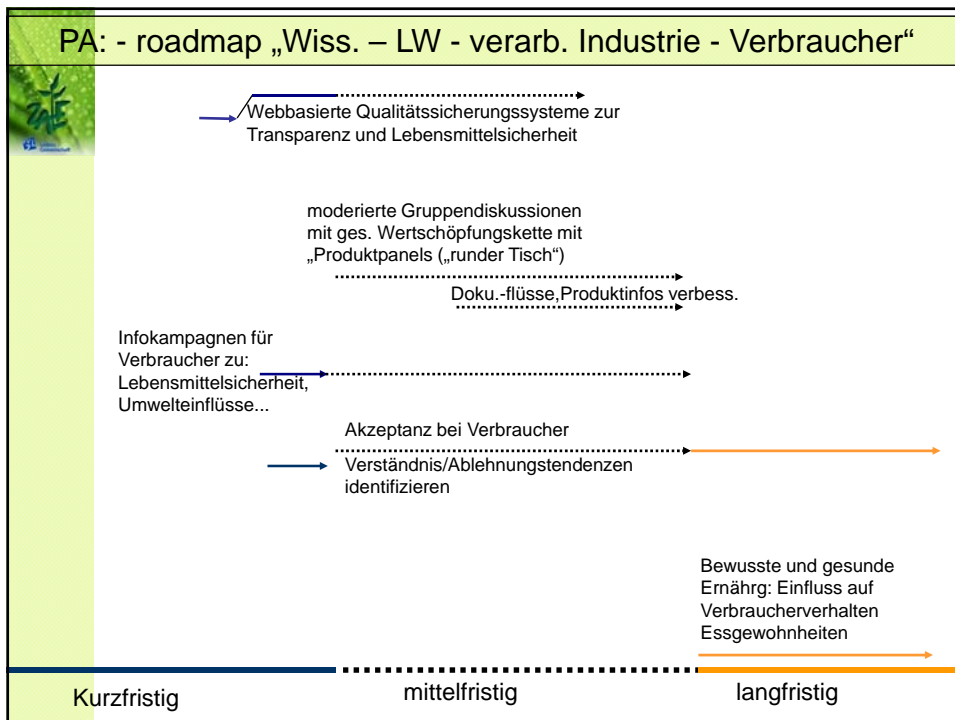 PA: - roadmap „Wiss. – LW - verarb. Industrie - Verbraucher“
Webbasierte Qualitätssicherungssysteme zur
Transparenz und Lebensmittelsicherheit
moderierte Gruppendiskussionen
mit ges. Wertschöpfungskette mit
„Produktpanels („runder Tisch“)
Doku.-flüsse,Produktinfos verbess.
Infokampagnen für
Verbraucher zu:
Lebensmittelsicherheit,
Umwelteinflüsse...
Akzeptanz bei Verbraucher
Verständnis/Ablehnungstendenzen
identifizieren
Bewusste und gesunde
Ernährg: Einfluss auf
Verbraucherverhalten
Essgewohnheiten
Kurzfristig
mittelfristig
langfristig